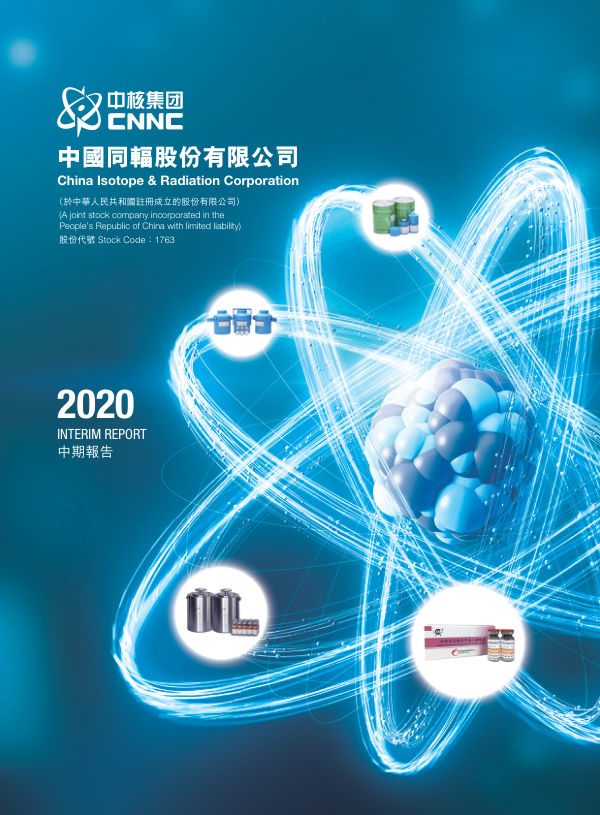 中核集团
CNNC
中國同輻股份有限公司
China Isotope & Radiation Corporation
（於中華人民共和國註冊成立的股份有限公司）
(A joint stock company incorporated in the
People's Republic of China with limited liability)
股份代號 Stock Code：1763
2020
INTERIM REPORT
中期報告